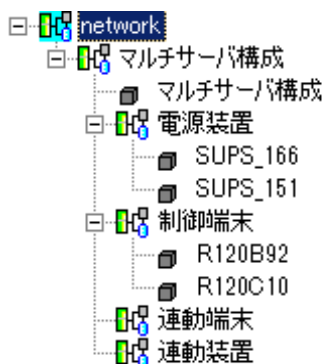 network
マルチサーバ構成
マルチサーバ構成
電源装置
SUPS_166
SUPS_151
制御端末
R120B92
R120C10
連動端末
連動装置